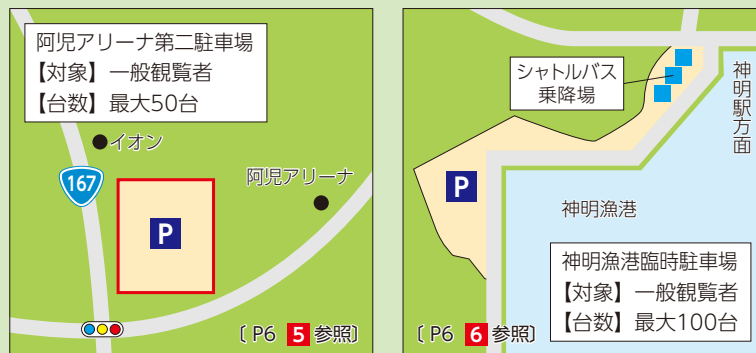 阿児アリーナ第二駐車場
【対象】一般観覧者
【台数】最大50台
イオン
167
阿児アリーナ
P
〔 P6 5 参照〕
シャトルバス
乗降場
神明駅方面
P
神明漁港
神明漁港臨時駐車場
【対象】一般観覧者
【台数】最大100台
〔 P6 6 参照〕